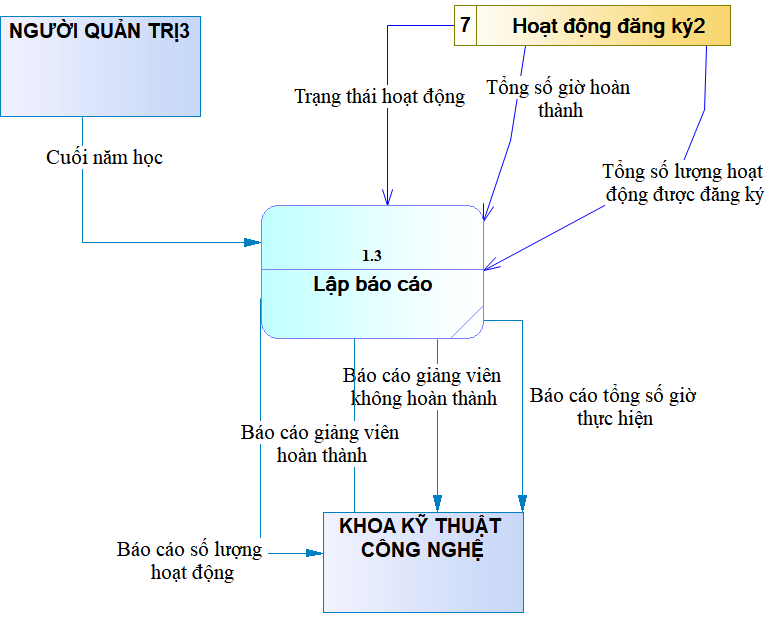 NGƯỜI QUẢN TRỊ3
7 Hoạt động đăng ký2
Trạng thái hoạt động
Tổng số giờ hoàn
thành
Cuối năm học
Tổng số lượng hoạt
động được đăng ký
1.3
Lập báo cáo
Báo cáo giảng viên
không hoàn thành
Báo cáo tổng số giờ
thực hiện
Báo cáo giảng viên
hoàn thành
KHOA KỸ THUẬT
CÔNG NGHỆ
Báo cáo số lượng
hoạt động